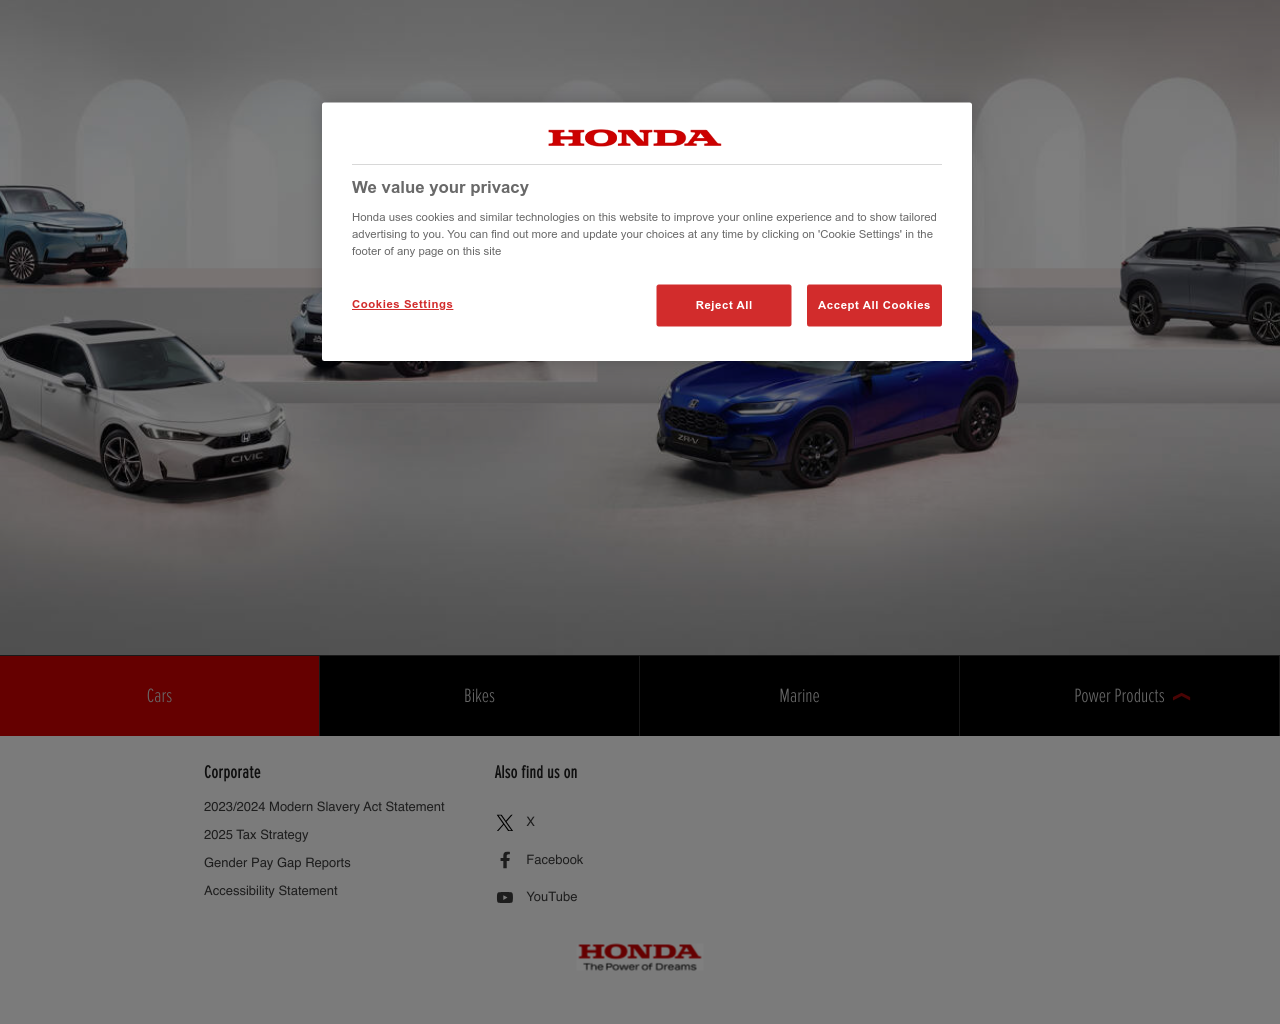 HONDA
We value your privacy
Honda uses cookies and similar technologies on this website to improve your online experience and to show tailored
advertising to you. You can find out more and update your choices at any time by clicking on 'Cookie Settings' in the
footer of any page on this site
Cookies Settings
Reject All
Accept All Cookies
CIVIC
ZR-V
Cars
Bikes
Marine
Power Products
Corporate
2023/2024 Modern Slavery Act Statement
2025 Tax Strategy
Gender Pay Gap Reports
Accessibility Statement
Also find us on
X
Facebook
YouTube
HONDA
The Power of Dreams